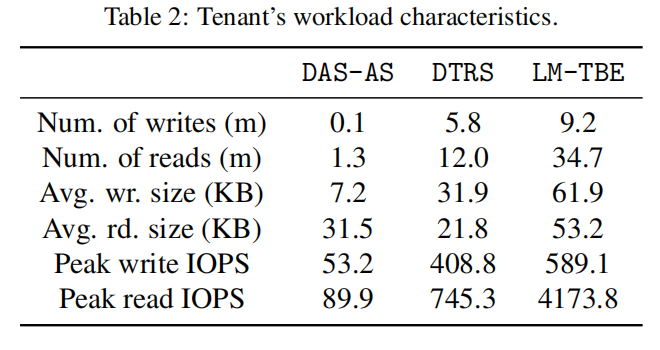 Table 2: Tenant's workload characteristics.
DAS-AS DTRS LM-TBE
Num. of writes (m) 0.1 5.8 9.2
Num. of reads (m) 1.3 12.0 34.7
Avg. wr. size (KB) 7.2 31.9 61.9
Avg. rd. size (KB) 31.5 21.8 53.2
Peak write IOPS 53.2 408.8 589.1
Peak read IOPS 89.9 745.3 4173.8